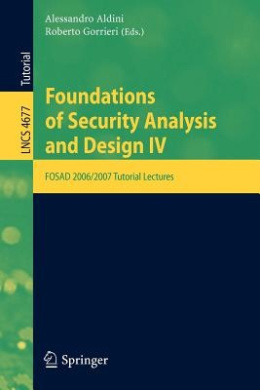 Alessandro Aldini
Roberto Gorrieri (Eds.)
Tutorial
LNCS 4677
Foundations
of Security Analysis
and Design IV
FOSAD 2006/2007 Tutorial Lectures
Springer